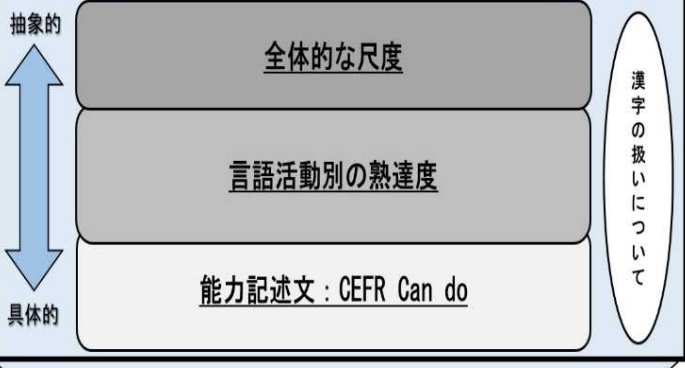 抽象的
全体的な尺度
言語活動別の熟達度
能力記述文：CEFR Can do
具体的
漢字の扱いについて